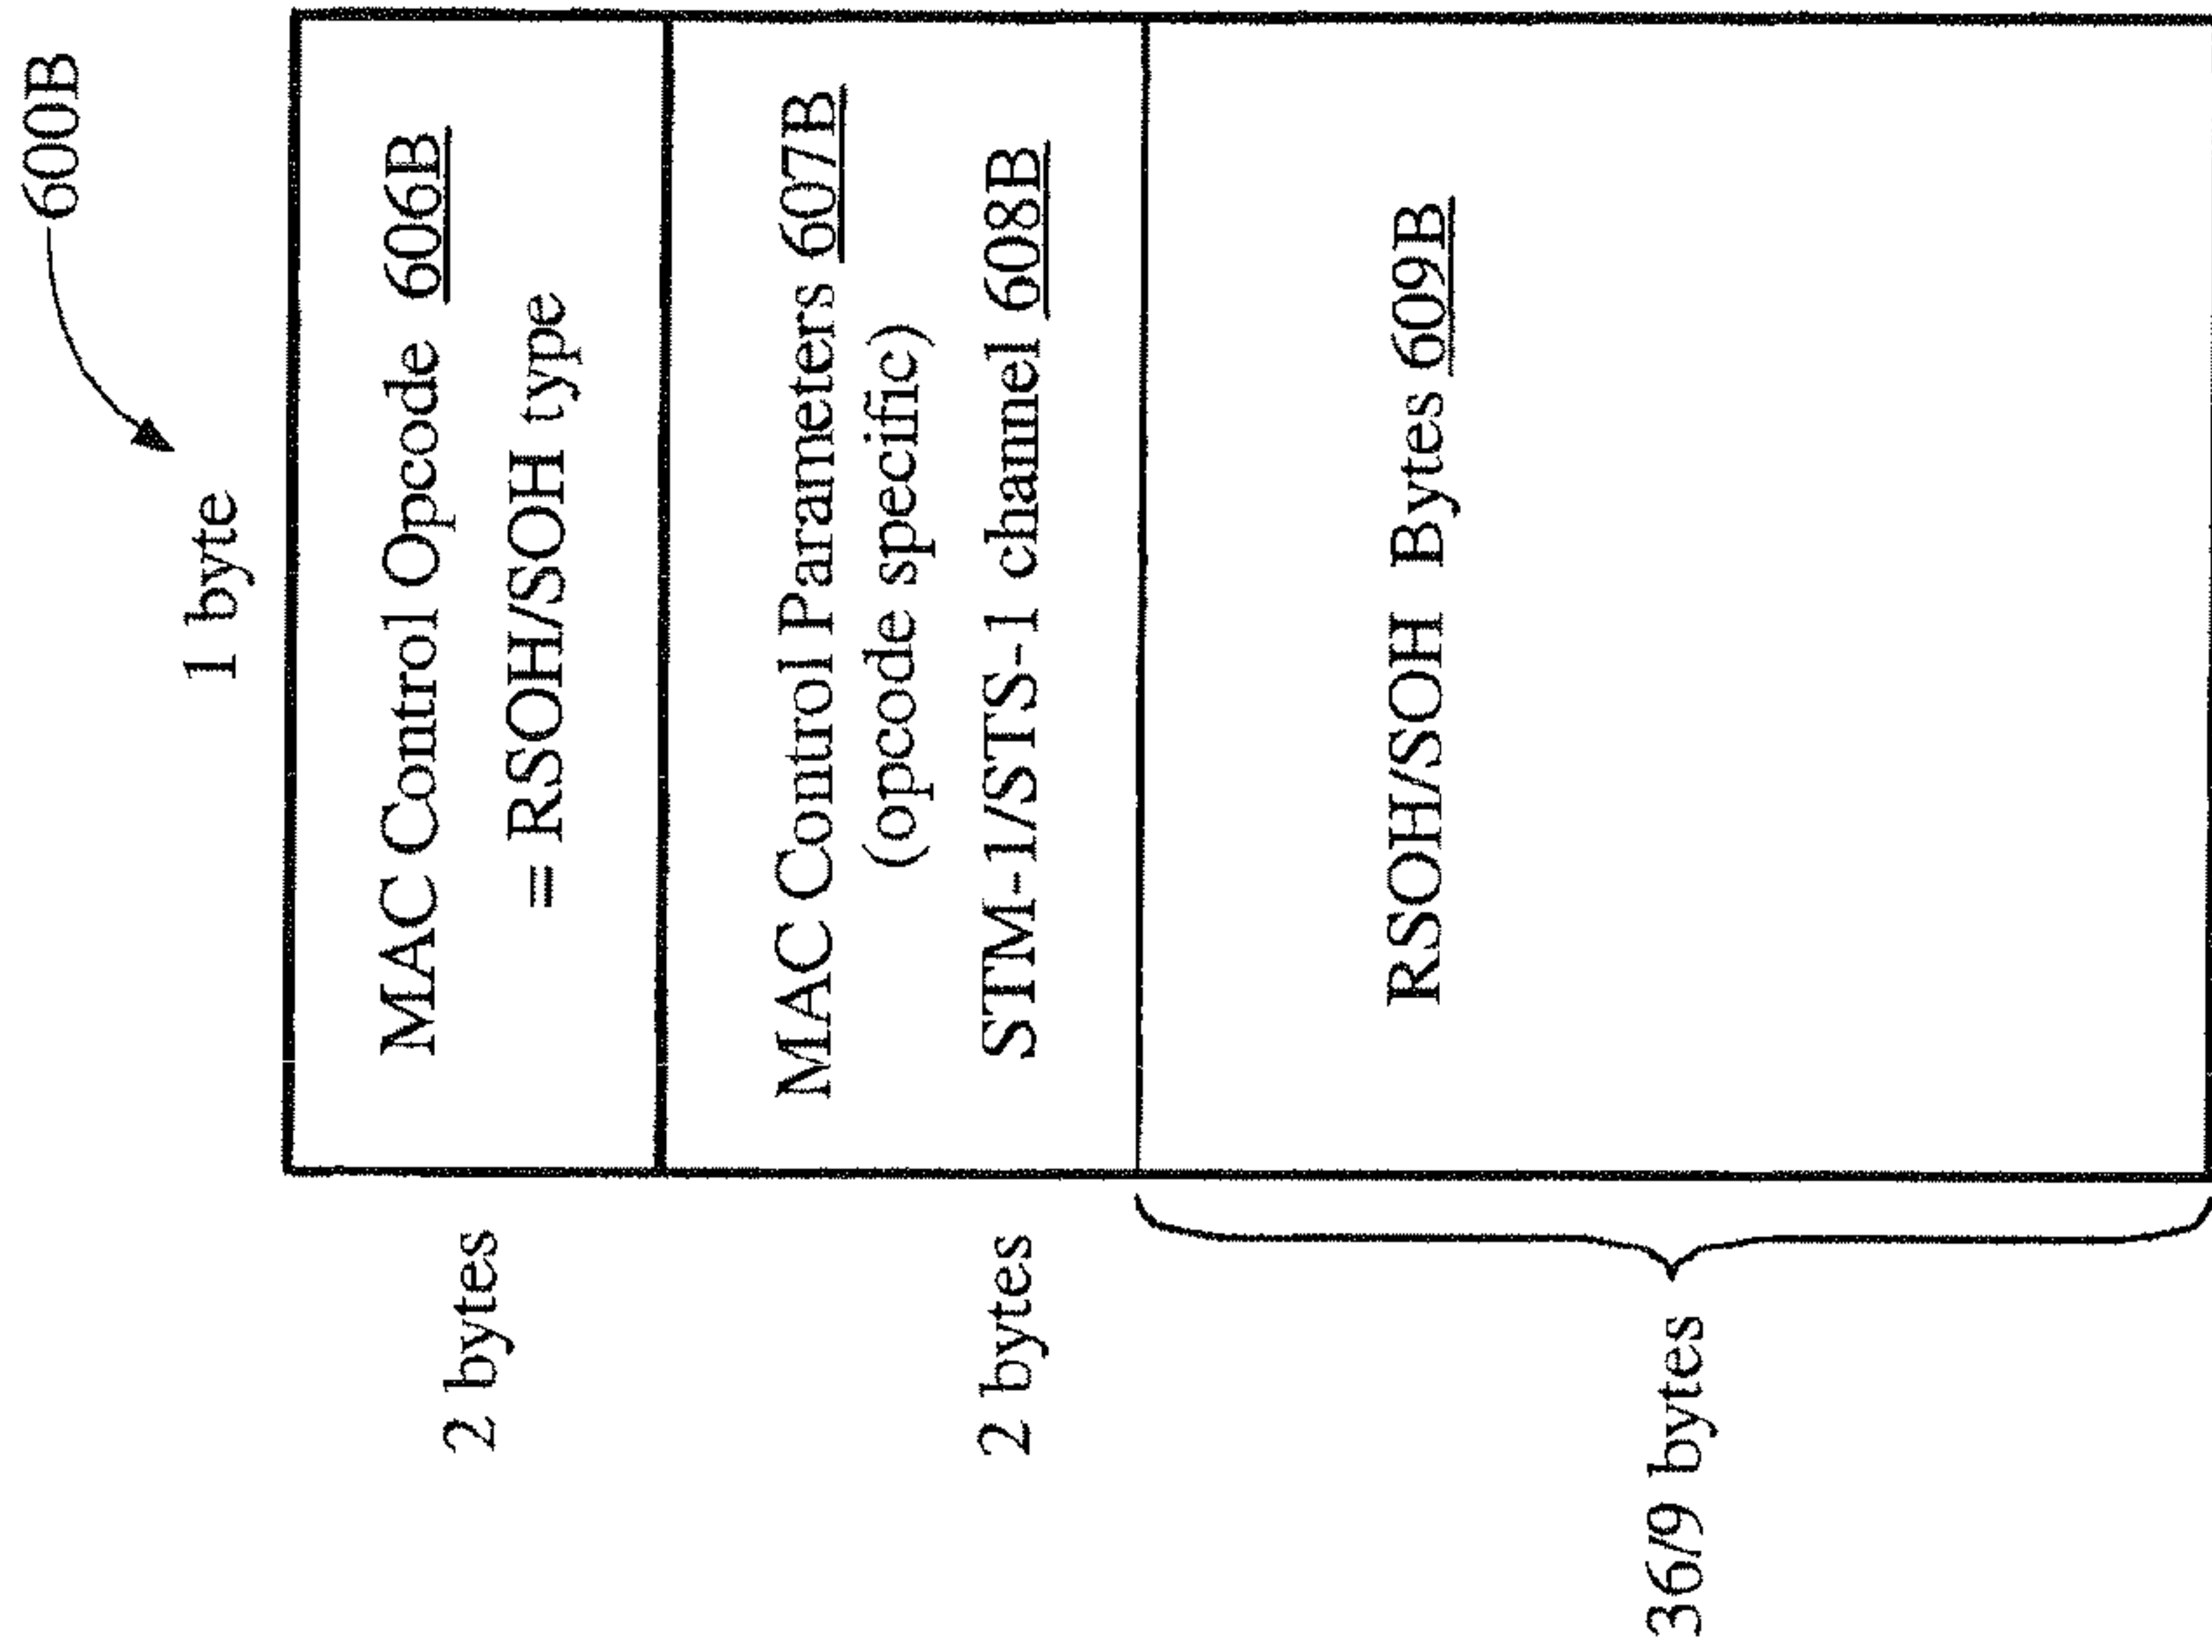 600B
1 byte
2 bytes
MAC Control Opcode 606B
= RSOH/SOH type
2 bytes
MAC Control Parameters 607B
(opcode specific)
STM-1/STS-1 channel 608B
36/9 bytes
RSOH/SOH Bytes 609B